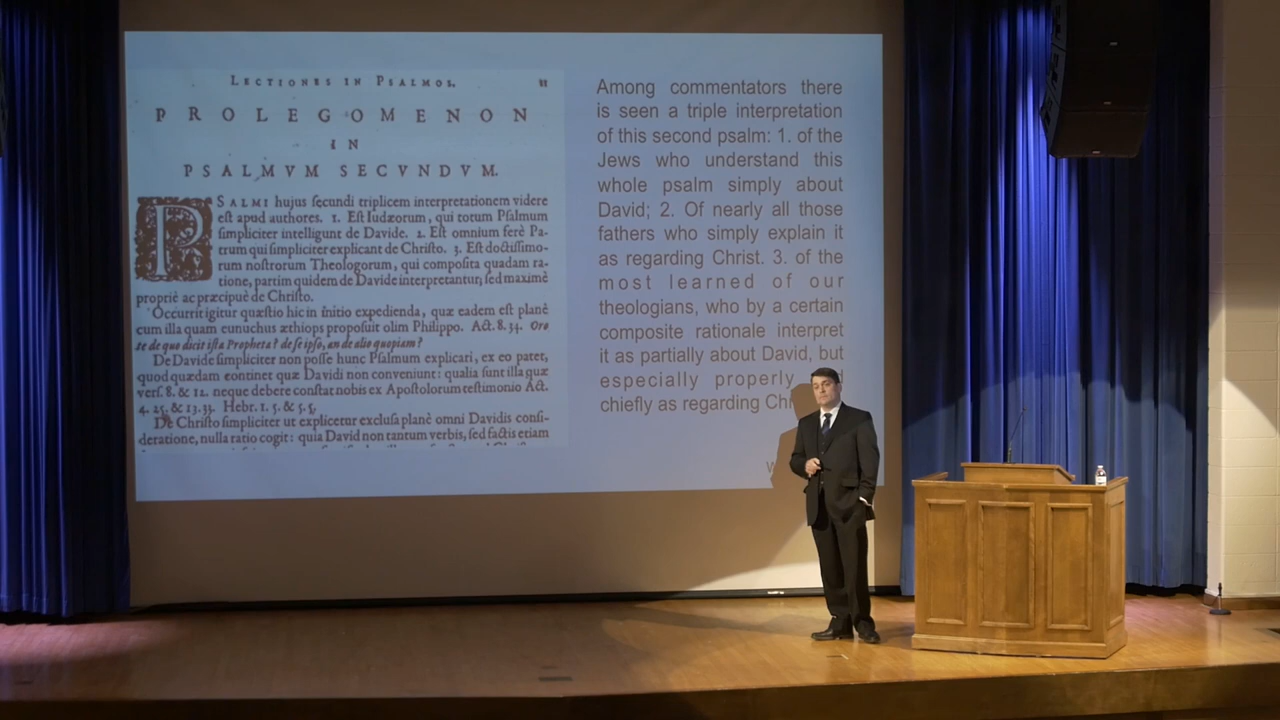 LECTIONES IN PSALMOS.
PROLEGOMENON
IN
PSALMVM SECVNDVM.
PSALMI hujus ſecundi triplicem interpretationem videre
eſt apud authores. 1. Eſt Iudæorum, qui totum Pſalmum
ſimpliciter intelligunt de Davide. 2. Eſt omnium ferè Pa-
trum qui ſimpliciter explicant de Chriſto. 3. Eſt doctiſſimo-
rum noſtrorum Theologorum, qui compoſita quadam ra-
tione, partim quidem de Davide interpretantur, ſed maximè
propriè ac præcipuè de Chriſto.
Occurrit igitur quæſtio hic in initio expedienda, quæ eadem eſt planè
cum illa quam eunuchus æthiops propoſuit olim Philippo. Act. 8. 34. Oro
te de quo dicit iſta Propheta? de ſe ipſo, an de alio quopiam?
De Davide ſimpliciter non poſſe hunc Pſalmum explicari, ex eo patet,
quod quædam continet quæ Davidi non conveniunt: qualia ſunt illa quæ
verſ. 8. & 12. neque debere conſtat nobis ex Apoſtolorum teſtimonio Act.
4. 25. & 13. 33. Hebr. 1. 5. & 5. 5.
De Chriſto ſimpliciter ut explicetur excluſa planè omni Davidis conſi-
deratione, nulla ratio cogit: quia David non tantum verbis, ſed factis etiam
Among commentators there
is seen a triple interpretation
of this second psalm: 1. of the
Jews who understand this
whole psalm simply about
David; 2. Of nearly all those
fathers who simply explain it
as regarding Christ. 3. of the
most learned of our
theologians, who by a certain
composite rationale interpret
it as partially about David, but
especially properly
chiefly as regarding